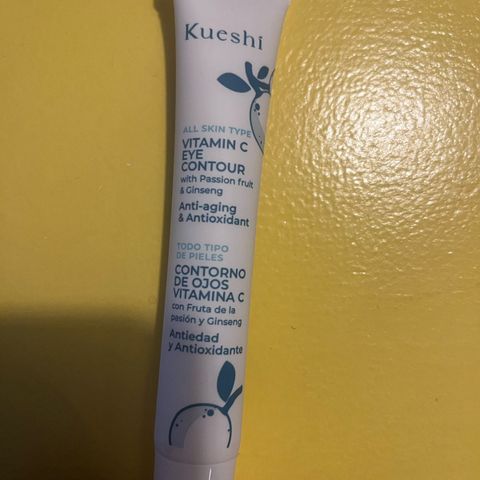 Kueshi
ALL SKIN TYPE
VITAMIN C
EYE
CONTOUR
with Passion fruit
& Ginseng
Anti-aging
& Antioxidant
TODO TIPO
DE PIELES
CONTORNO
DE OJOS
VITAMINA C
con Fruta de la
pasión y Ginseng
Antiedad
y Antioxidante